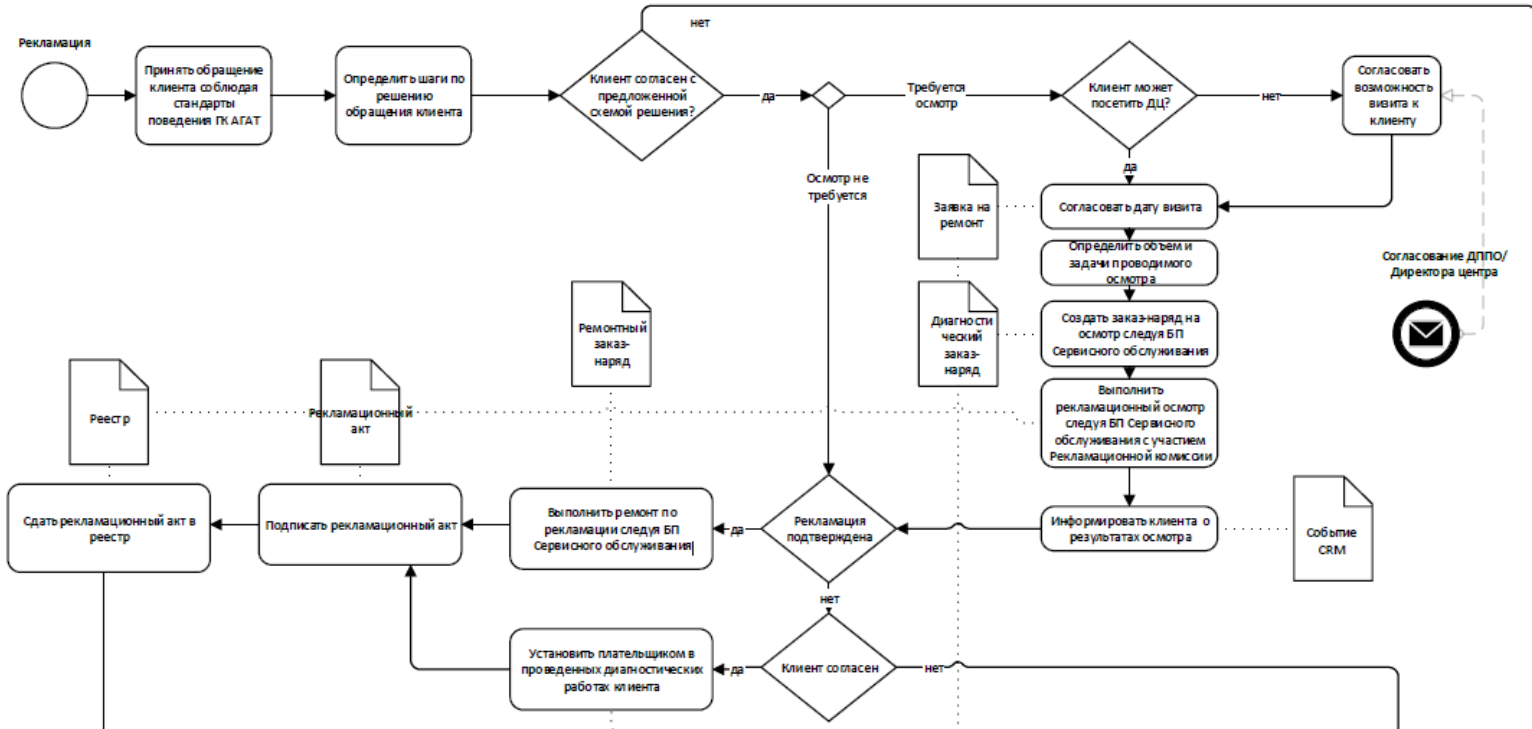 Рекламация
Принять обращение
клиента соблюдая
стандарты
поведения ГК АГАТ
Определить шаги по
решению
обращения клиента
Клиент согласен с
предложенной
схемой решения?
нет
да
Требуется
осмотр
Клиент может
посетить ДЦ?
нет
Согласовать
возможность
визита к
клиенту
да
Осмотр не
требуется
Заявка на
ремонт
Согласовать дату визита
Определить объем и
задачи проводимого
осмотра
Согласование ДППО/
Директора центра
Ремонтный
заказ-
наряд
Диагности
ческий
заказ-
наряд
Создать заказ-наряд на
осмотр следуя БП
Сервисного обслуживания
Реестр
Рекламационный
акт
Выполнить
рекламационный осмотр
следуя БП Сервисного
обслуживания с участием
Рекламационной комиссии
Сдать рекламационный акт в
реестр
Подписать рекламационный акт
Выполнить ремонт по
рекламации следуя БП
Сервисного обслуживания
да
Рекламация
подтверждена
Информировать клиента о
результатах осмотра
Событие
CRM
нет
Установить плательщиком в
проведенных диагностических
работах клиента
да
Клиент согласен
нет